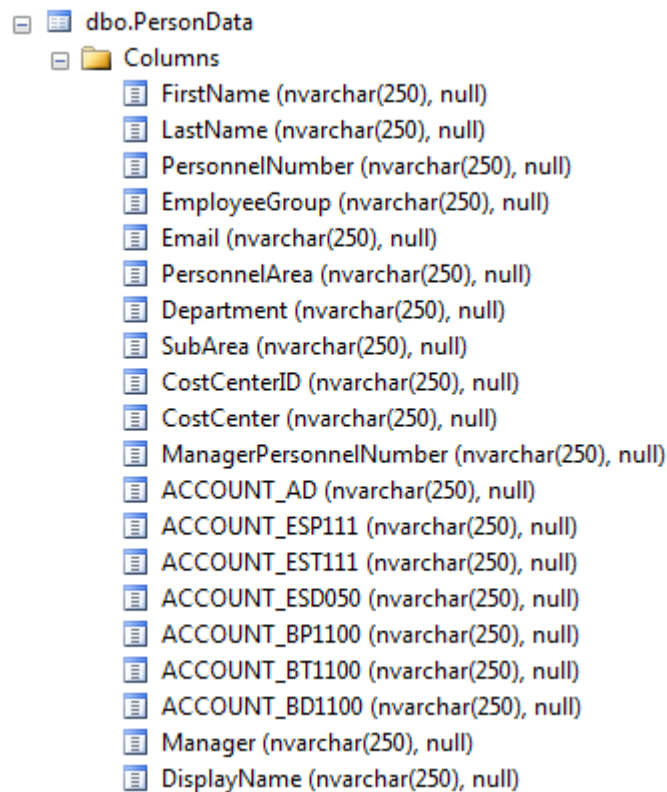 dbo.PersonData
Columns
FirstName (nvarchar(250), null)
LastName (nvarchar(250), null)
PersonnelNumber (nvarchar(250), null)
EmployeeGroup (nvarchar(250), null)
Email (nvarchar(250), null)
PersonnelArea (nvarchar(250), null)
Department (nvarchar(250), null)
SubArea (nvarchar(250), null)
CostCenterID (nvarchar(250), null)
CostCenter (nvarchar(250), null)
ManagerPersonnelNumber (nvarchar(250), null)
ACCOUNT_AD (nvarchar(250), null)
ACCOUNT_ESP111 (nvarchar(250), null)
ACCOUNT_EST111 (nvarchar(250), null)
ACCOUNT_ESD050 (nvarchar(250), null)
ACCOUNT_BP1100 (nvarchar(250), null)
ACCOUNT_BT1100 (nvarchar(250), null)
ACCOUNT_BD1100 (nvarchar(250), null)
Manager (nvarchar(250), null)
DisplayName (nvarchar(250), null)